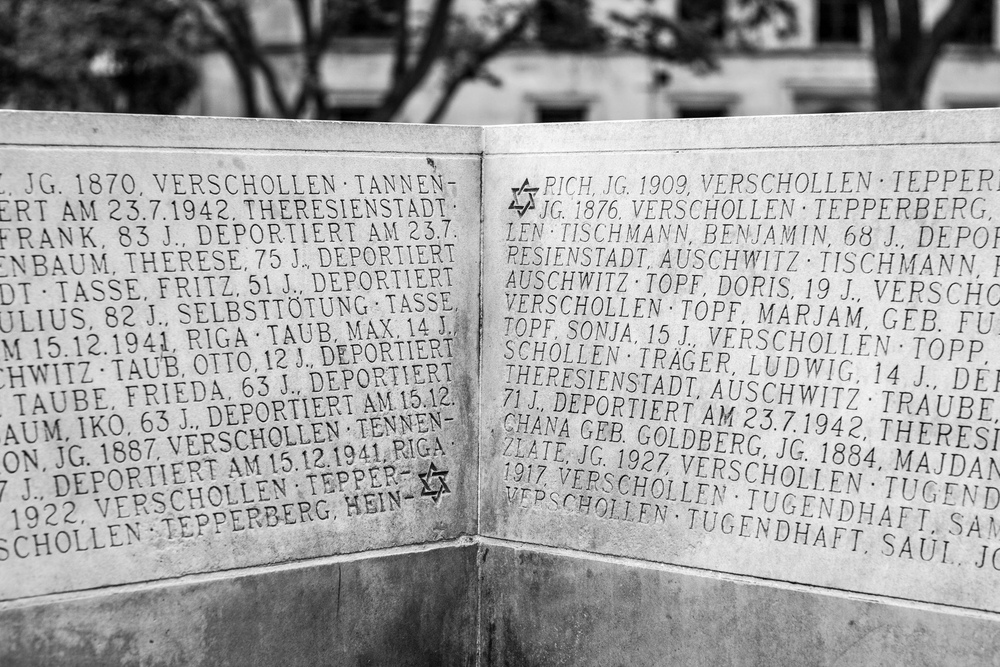 JG. 1870, VERSCHOLLEN · TANNEN-
ERT AM 23.7.1942, THERESIENSTADT ·
FRANK, 83 J., DEPORTIERT AM 23.7.
ENBAUM, THERESE, 75 J., DEPORTIERT
DT · TASSE, FRITZ, 51 J., DEPORTIERT
ULIUS, 82 J., SELBSTTÖTUNG · TASSE,
M 15.12.1941, RIGA · TAUB, MAX, 14 J.,
CHWITZ · TAUB, OTTO, 12 J., DEPORTIERT
TAUBE, FRIEDA, 63 J., DEPORTIERT
BAUM, IKO, 63 J., DEPORTIERT AM 15.12.
ON, JG. 1887, VERSCHOLLEN · TENNEN-
7 J., DEPORTIERT AM 15.12.1941, RIGA ·
1922, VERSCHOLLEN · TEPPER-
SCHOLLEN · TEPPERBERG, HEIN-
RICH, JG. 1909, VERSCHOLLEN · TEPPER
JG. 1876, VERSCHOLLEN · TEPPERBERG,
LEN · TISCHMANN, BENJAMIN, 68 J., DEPOR
RESIENSTADT, AUSCHWITZ · TISCHMANN,
AUSCHWITZ · TOPF, DORIS, 19 J., VERSCHO
VERSCHOLLEN · TOPF, MARJAM, GEB. FU
TOPF, SONJA, 15 J., VERSCHOLLEN · TOPP,
SCHOLLEN · TRÄGER, LUDWIG, 14 J., DE
THERESIENSTADT, AUSCHWITZ · TRAUBE
71 J., DEPORTIERT AM 23.7.1942, THERESI
CHANA GEB. GOLDBERG, JG. 1884, MAJDAN
ZLATE, JG. 1927, VERSCHOLLEN · TUGEND
1917, VERSCHOLLEN · TUGENDHAFT, SAM
VERSCHOLLEN · TUGENDHAFT, SAUL, JG